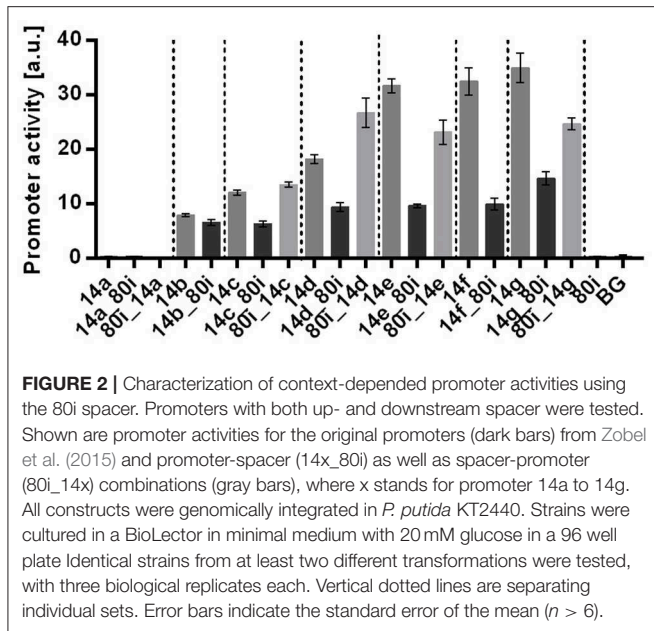 Promoter activity [a.u.]
40
30
20
10
0
14a
14a_80i
80i_14a
14b
14b_80i
14c
14c_80i
80i_14c
14d
14d_80i
80i_14d
14e
14e_80i
80i_14e
14f
14f_80i
14g
14g_80i
80i_14g
80i
BG
FIGURE 2 | Characterization of context-depended promoter activities using
the 80i spacer. Promoters with both up- and downstream spacer were tested.
Shown are promoter activities for the original promoters (dark bars) from Zobel
et al. (2015) and promoter-spacer (14x_80i) as well as spacer-promoter
(80i_14x) combinations (gray bars), where x stands for promoter 14a to 14g.
All constructs were genomically integrated in P. putida KT2440. Strains were
cultured in a BioLector in minimal medium with 20 mM glucose in a 96 well
plate Identical strains from at least two different transformations were tested,
with three biological replicates each. Vertical dotted lines are separating
individual sets. Error bars indicate the standard error of the mean (n > 6).